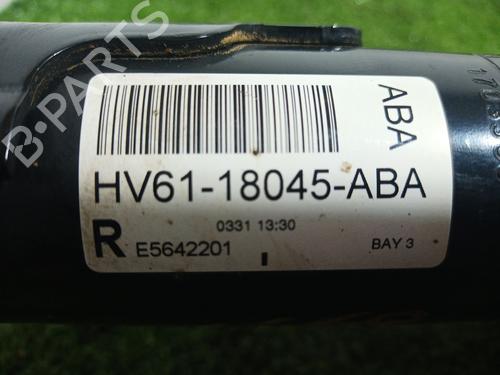 B-PARTS
ABA
HV61-18045-ABA
0331 13:30
R E5642201
BAY 3